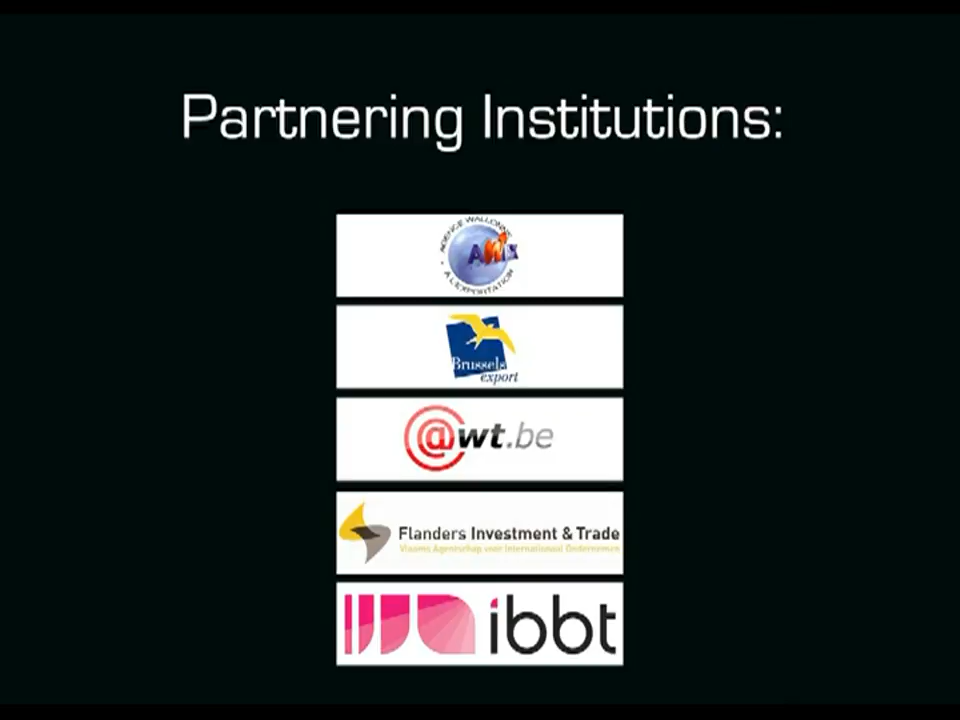 Partnering Institutions:
AGENCE WALLONNE
AWEX
A L'EXPORTATION
Brussels
export
@wt.be
Flanders Investment & Trade
Vlaams Agentschap voor Internationaal Ondernemen
ibbt